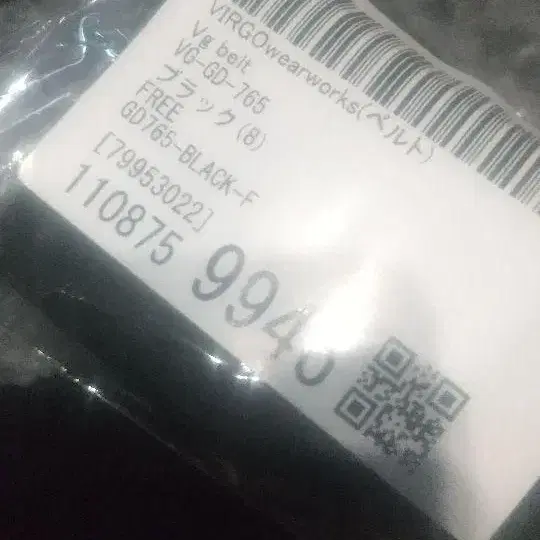 VIRGOwearworks(ベルト)
Vg belt
VG-GD-765
ブラック(8)
FREE
GD765-BLACK-F
[79953022]
110875